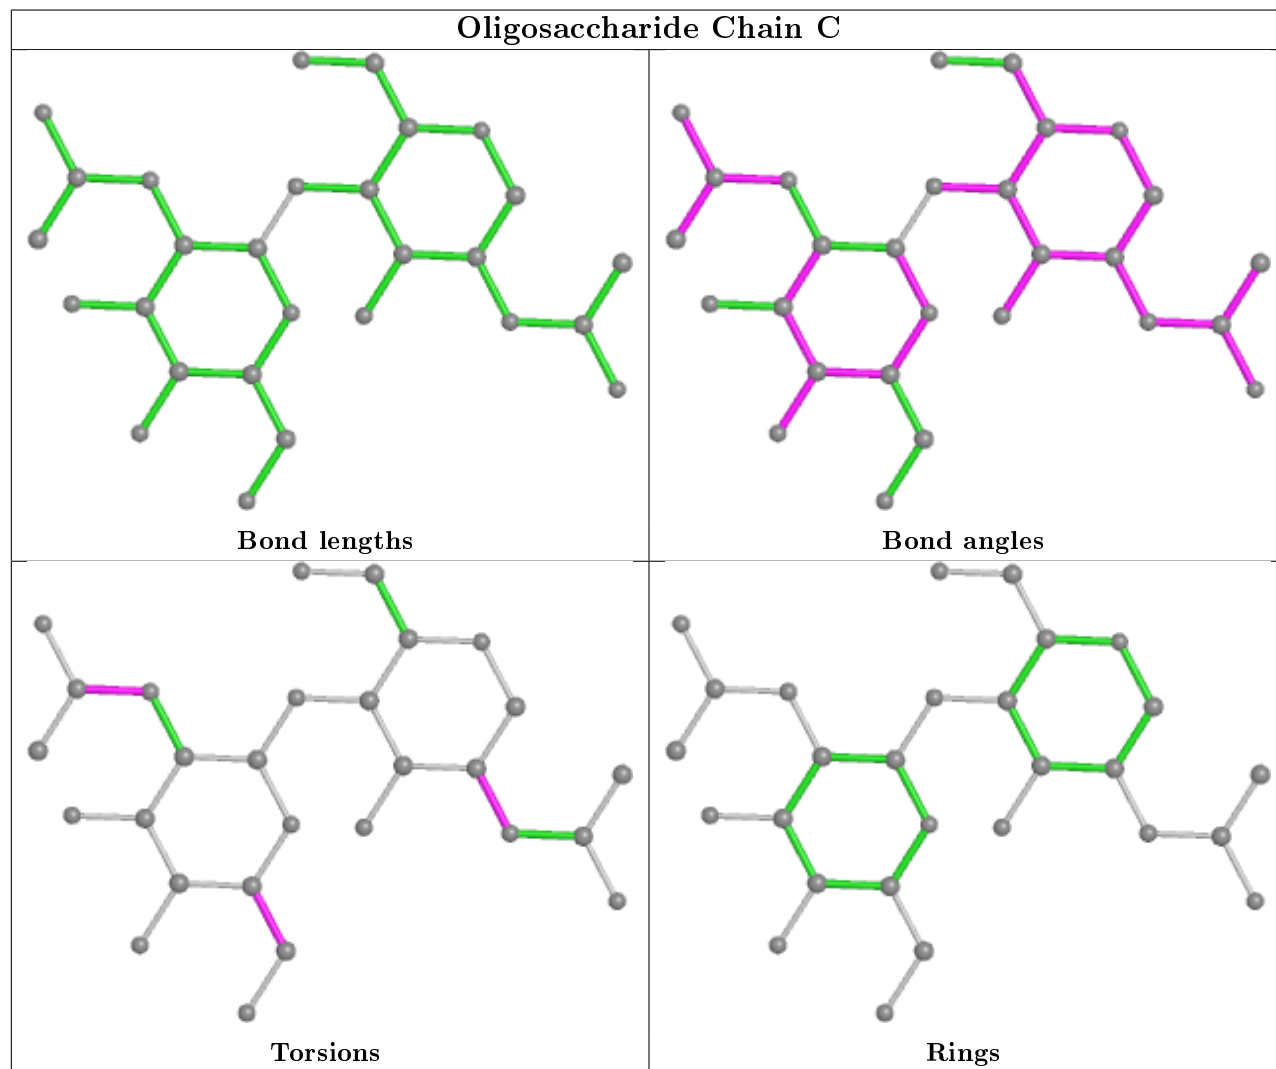 Oligosaccharide Chain C
Bond lengths
Bond angles
Torsions
Rings